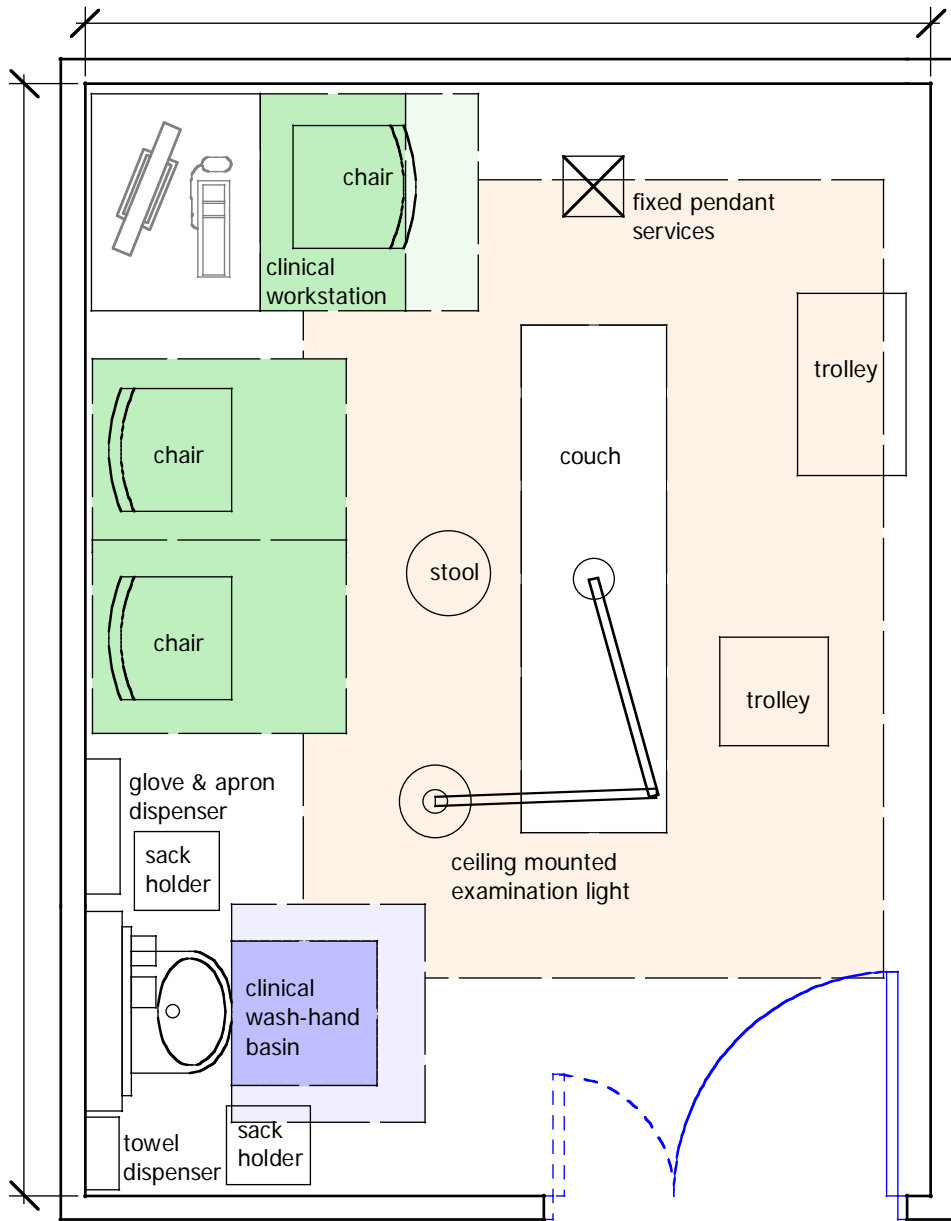 chair
fixed pendant
services
clinical
workstation
trolley
chair
couch
stool
chair
trolley
glove & apron
dispenser
sack
holder
ceiling mounted
examination light
clinical
wash-hand
basin
sack
holder
towel
dispenser